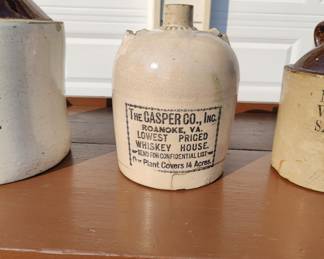 THE CASPER CO., INC.
ROANOKE, VA.
LOWEST PRICED
WHISKEY HOUSE.
SEND FOR CONFIDENTIAL LIST
Our Plant Covers 14 Acres.